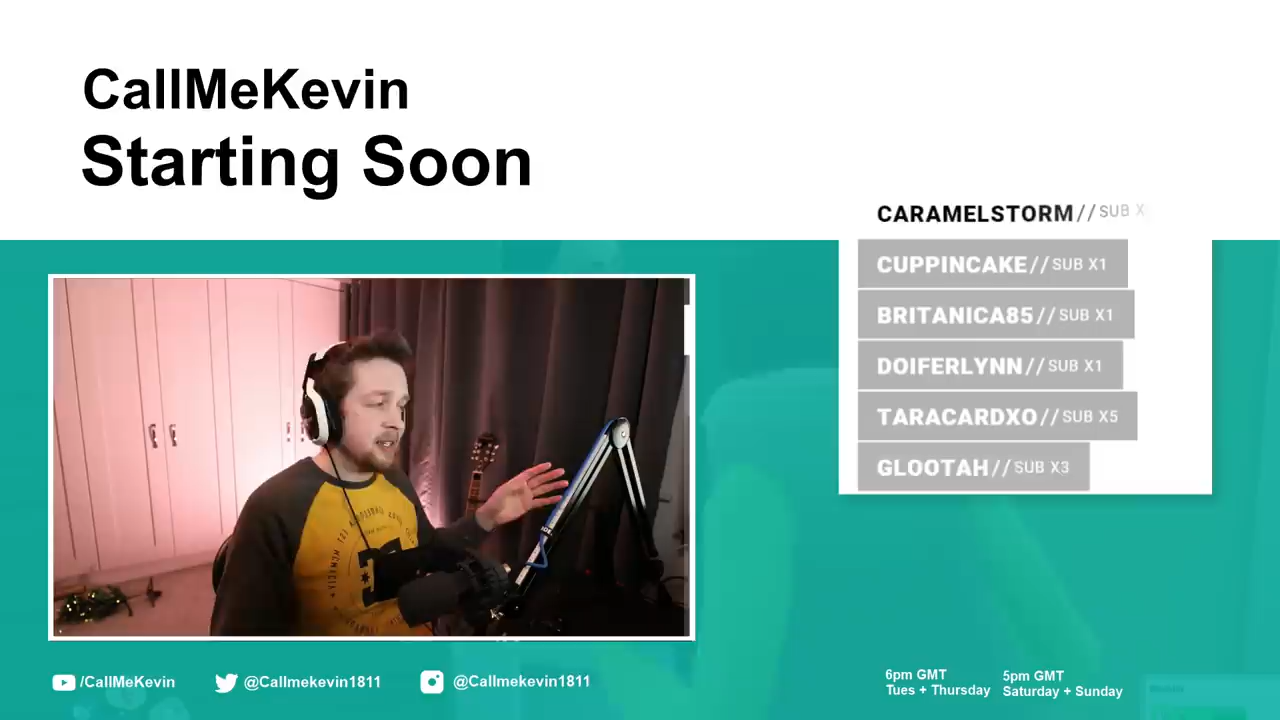 CallMeKevin
Starting Soon
CARAMELSTORM//SUB X
CUPPINCAKE//SUB X1
BRITANICA85//SUB X1
DOIFERLYNN//SUB X1
TARACARDXO//SUB X5
GLOOTAH//SUB X3
/CallMeKevin
@Callmekevin1811
@Callmekevin1811
6pm GMT
Tues + Thursday
5pm GMT
Saturday + Sunday